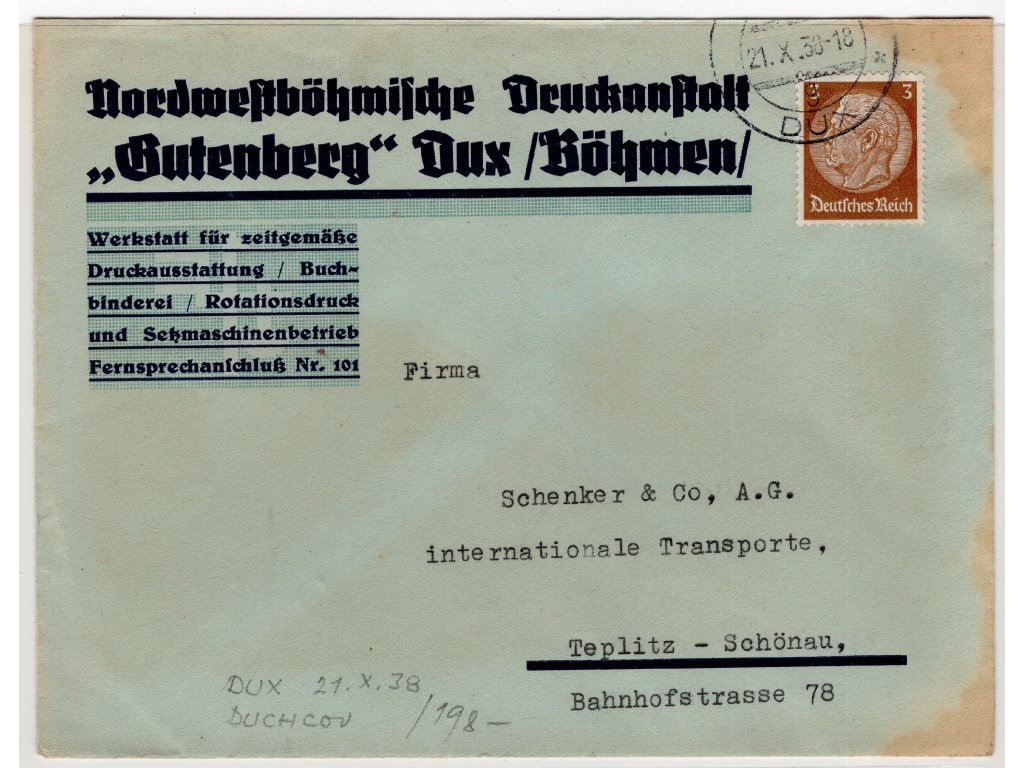 Nordwestböhmische Druckanstalt
„Gutenberg“ Dux /Böhmen/
Werkstatt für zeitgemäße
Druckausstattung / Buch-
binderei / Rotationsdruck
und Setzmaschinenbetrieb
Fernsprechanschluß Nr. 101
21. X. 38-18
DUX
3
Deutsches Reich
Firma
Schenker & Co, A.G.
internationale Transporte,
Teplitz - Schönau,
Bahnhofstrasse 78
DUX 21.X.38
DUCHCOV /198-